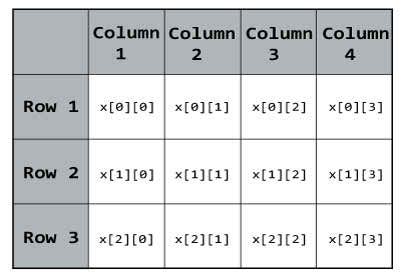 Column 1 Column 2 Column 3 Column 4
Row 1 x[0][0] x[0][1] x[0][2] x[0][3]
Row 2 x[1][0] x[1][1] x[1][2] x[1][3]
Row 3 x[2][0] x[2][1] x[2][2] x[2][3]